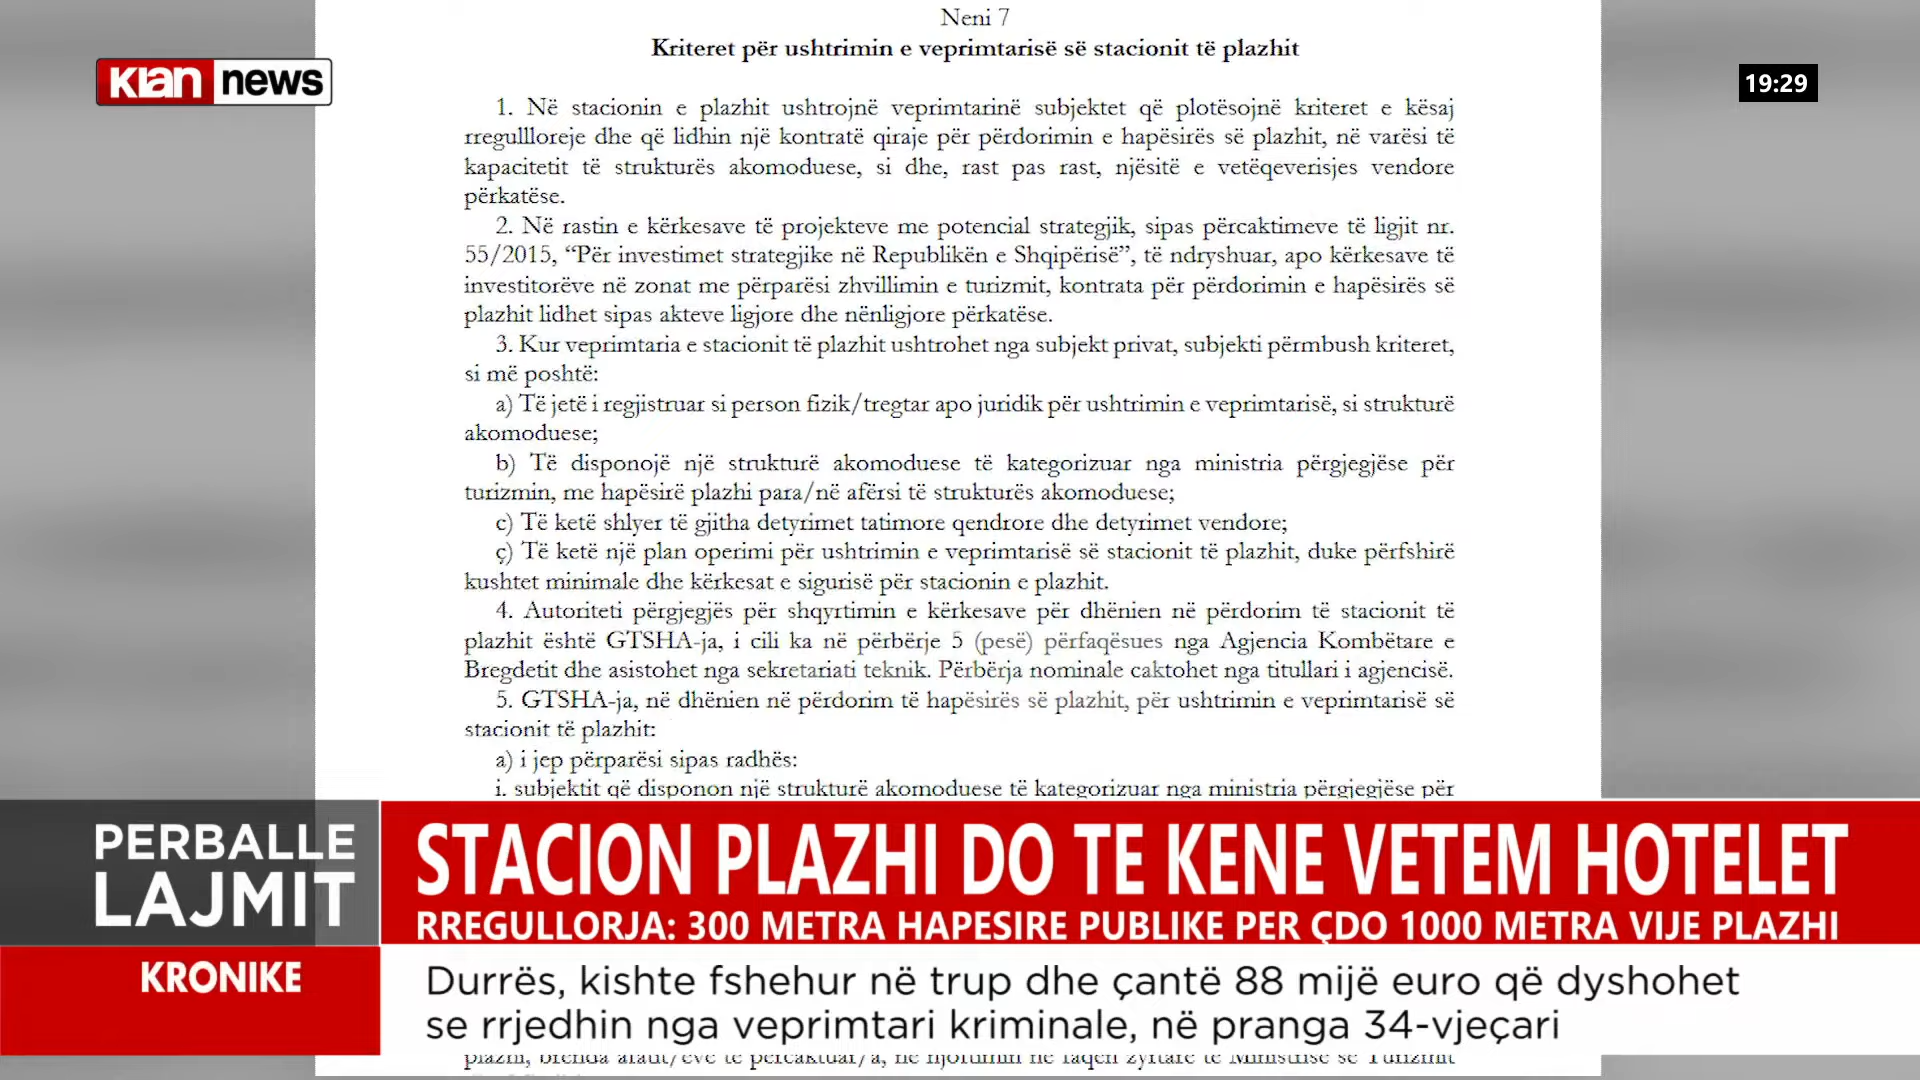 Neni 7
Kriteret për ushtrimin e veprimtarisë së stacionit të plazhit
klan news
19:29
1. Në stacionin e plazhit ushtrojnë veprimtarinë subjektet që plotësojnë kriteret e kësaj
rregullloreje dhe që lidhin një kontratë qiraje për përdorimin e hapësirës së plazhit, në varësi të
kapacitetit të strukturës akomoduese, si dhe, rast pas rast, njësitë e vetëqeverisjes vendore
përkatëse.
2. Në rastin e kërkesave të projekteve me potencial strategjik, sipas përcaktimeve të ligjit nr.
55/2015, “Për investimet strategjike në Republikën e Shqipërisë”, të ndryshuar, apo kërkesave të
investitorëve në zonat me përparësi zhvillimin e turizmit, kontrata për përdorimin e hapësirës së
plazhit lidhet sipas akteve ligjore dhe nënligjore përkatëse.
3. Kur veprimtaria e stacionit të plazhit ushtrohet nga subjekt privat, subjekti përmbush kriteret,
si më poshtë:
a) Të jetë i regjistruar si person fizik/tregtar apo juridik për ushtrimin e veprimtarisë, si strukturë
akomoduese;
b) Të disponojë një strukturë akomoduese të kategorizuar nga ministria përgjegjëse për
turizmin, me hapësirë plazhi para/në afërsi të strukturës akomoduese;
c) Të ketë shlyer të gjitha detyrimet tatimore qendrore dhe detyrimet vendore;
ç) Të ketë një plan operimi për ushtrimin e veprimtarisë së stacionit të plazhit, duke përfshirë
kushtet minimale dhe kërkesat e sigurisë për stacionin e plazhit.
4. Autoriteti përgjegjës për shqyrtimin e kërkesave për dhënien në përdorim të stacionit të
plazhit është GTSHA-ja, i cili ka në përbërje 5 (pesë) përfaqësues nga Agjencia Kombëtare e
Bregdetit dhe asistohet nga sekretariati teknik. Përbërja nominale caktohet nga titullari i agjencisë.
5. GTSHA-ja, në dhënien në përdorim të hapësirës së plazhit, për ushtrimin e veprimtarisë së
stacionit të plazhit:
a) i jep përparësi sipas radhës:
i. subjektit që disponon një strukturë akomoduese të kategorizuar nga ministria përgjegjëse për
PERBALLE
LAJMIT
STACION PLAZHI DO TE KENE VETEM HOTELET
RREGULLORJA: 300 METRA HAPESIRE PUBLIKE PER ÇDO 1000 METRA VIJE PLAZHI
KRONIKE
Durrës, kishte fshehur në trup dhe çantë 88 mijë euro që dyshohet
se rrjedhin nga veprimtari kriminale, në pranga 34-vjeçari
plazhi, brenda afatit/eve të përcaktuar/a, në njoftimin në faqen zyrtare të Ministrisë së Turizmit